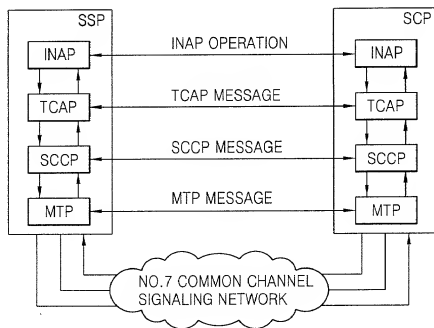 SSP
SCP
INAP
INAP OPERATION
INAP
TCAP
TCAP MESSAGE
TCAP
SCCP
SCCP MESSAGE
SCCP
MTP
MTP MESSAGE
MTP
NO.7 COMMON CHANNEL
SIGNALING NETWORK